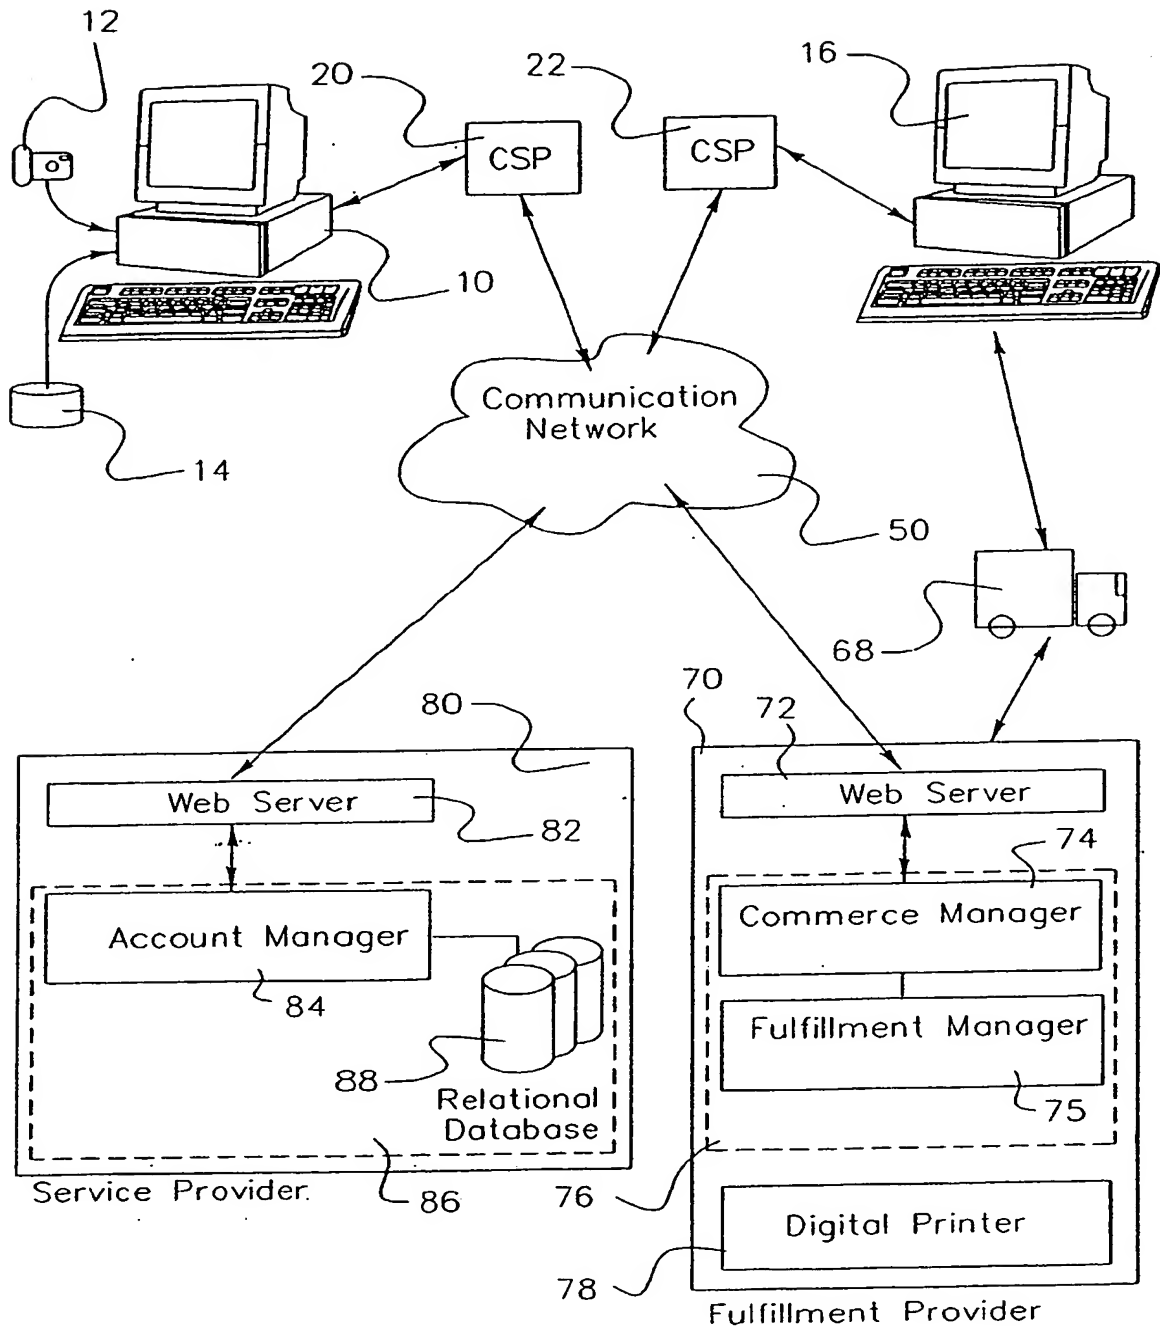 12
20
22
16
CSP
CSP
10
Communication
Network
14
50
68
70
72
80
Web Server
82
Web Server
74
Commerce Manager
Account Manager
84
Fulfillment Manager
88
75
Relational
Database
Service Provider.
86
76
Digital Printer
78
Fulfillment Provider